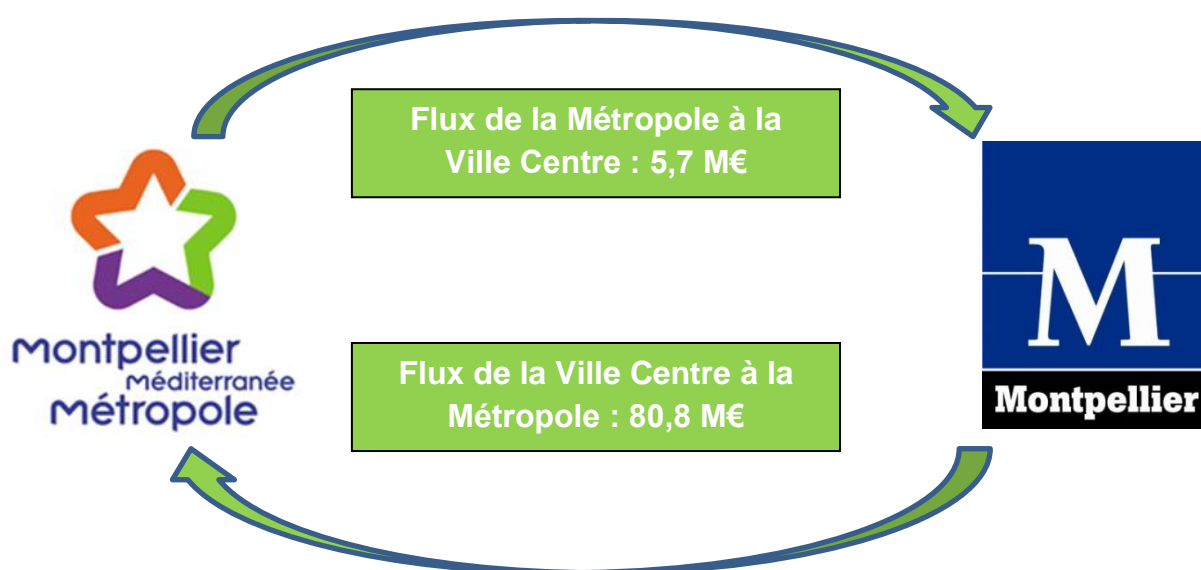 Flux de la Métropole à la
Ville Centre : 5,7 M€
montpellier
méditerranée
métropole
M
Montpellier
Flux de la Ville Centre à la
Métropole : 80,8 M€